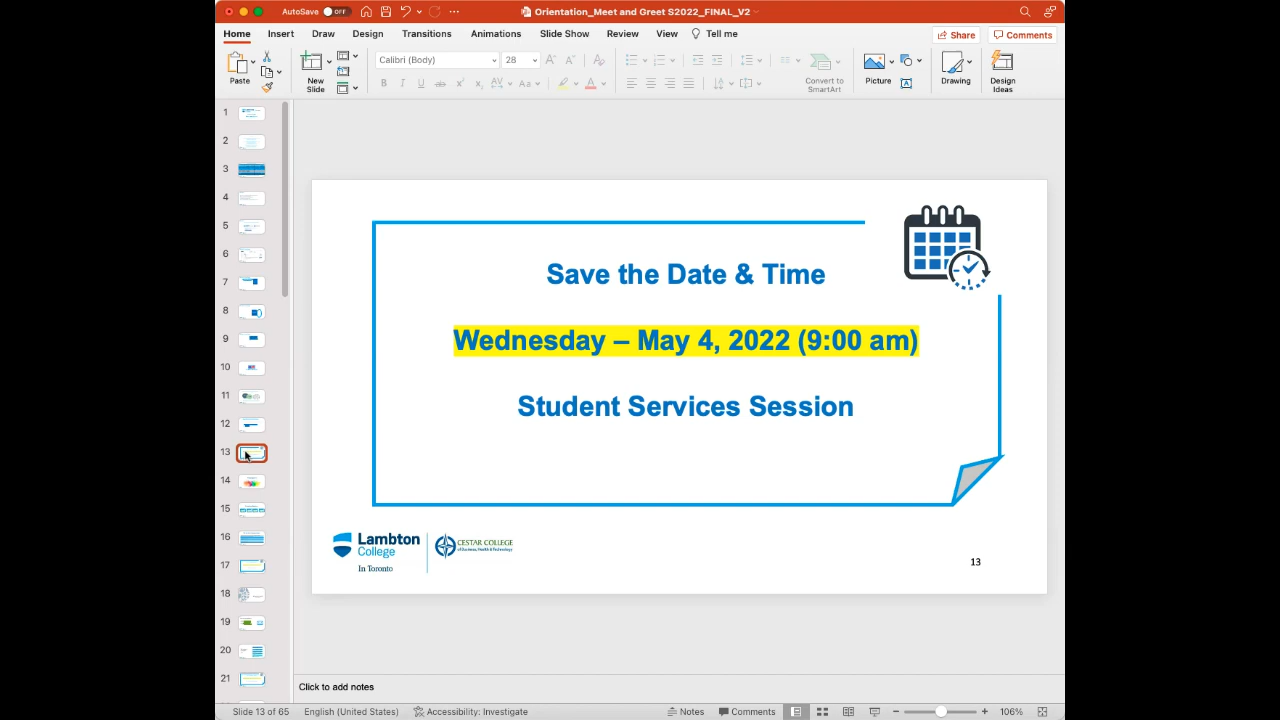 AutoSave OFF
Orientation_Meet and Greet S2022_FINAL_V2
Home Insert Draw Design Transitions Animations Slide Show Review View Tell me
Share Comments
Calibri (Body) 28
Paste
New Slide
Convert to SmartArt
Picture
Drawing
Design Ideas
1
2
3
4
5
6
7
8
9
10
11
12
13
14
15
16
17
18
19
20
21
Save the Date & Time
Wednesday – May 4, 2022 (9:00 am)
Student Services Session
Lambton
College
In Toronto
CESTAR COLLEGE
of Business, Health & Technology
13
Click to add notes
Slide 13 of 65 English (United States) Accessibility: Investigate Notes Comments 106%